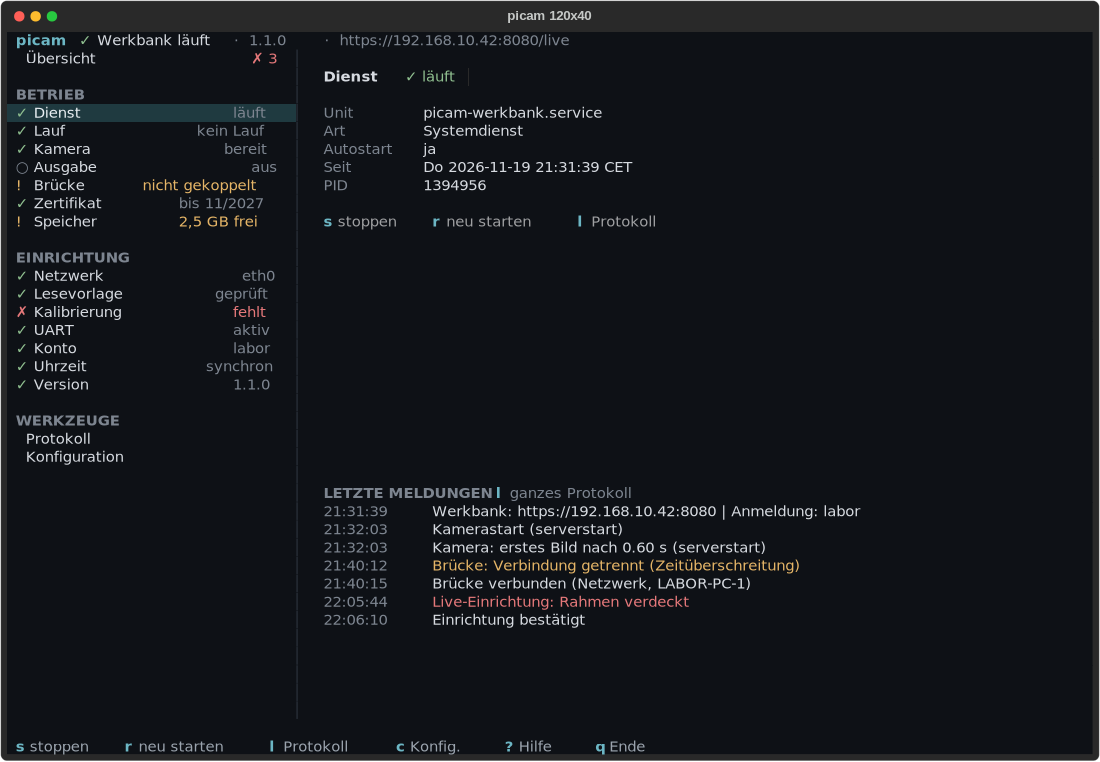 picam 120x40
picam ✓ Werkbank läuft · 1.1.0 · https://192.168.10.42:8080/live
Übersicht ✗ 3
BETRIEB
✓ Dienst läuft
✓ Lauf kein Lauf
✓ Kamera bereit
○ Ausgabe aus
! Brücke nicht gekoppelt
✓ Zertifikat bis 11/2027
! Speicher 2,5 GB frei
EINRICHTUNG
✓ Netzwerk eth0
✓ Lesevorlage geprüft
✗ Kalibrierung fehlt
✓ UART aktiv
✓ Konto labor
✓ Uhrzeit synchron
✓ Version 1.1.0
WERKZEUGE
Protokoll
Konfiguration
Dienst ✓ läuft
Unit picam-werkbank.service
Art Systemdienst
Autostart ja
Seit Do 2026-11-19 21:31:39 CET
PID 1394956
s stoppen r neu starten l Protokoll
LETZTE MELDUNGEN l ganzes Protokoll
21:31:39 Werkbank: https://192.168.10.42:8080 | Anmeldung: labor
21:32:03 Kamerastart (serverstart)
21:32:03 Kamera: erstes Bild nach 0.60 s (serverstart)
21:40:12 Brücke: Verbindung getrennt (Zeitüberschreitung)
21:40:15 Brücke verbunden (Netzwerk, LABOR-PC-1)
22:05:44 Live-Einrichtung: Rahmen verdeckt
22:06:10 Einrichtung bestätigt
s stoppen r neu starten l Protokoll c Konfig. ? Hilfe q Ende